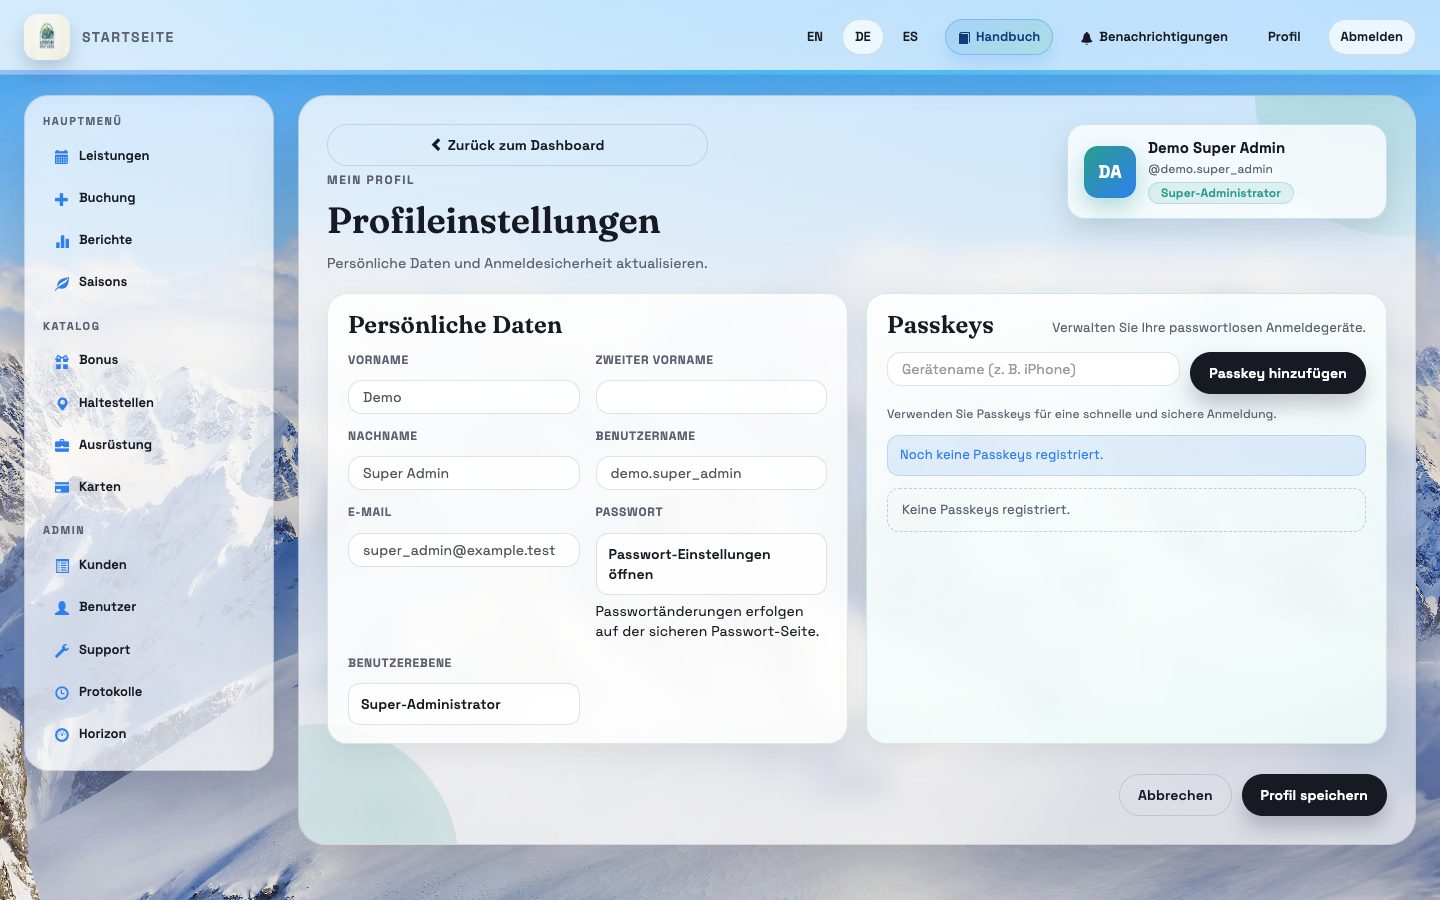 STARTSEITE
EN
DE
ES
Handbuch
Benachrichtigungen
Profil
Abmelden
HAUPTMENÜ
Leistungen
Buchung
Berichte
Saisons
KATALOG
Bonus
Haltestellen
Ausrüstung
Karten
ADMIN
Kunden
Benutzer
Support
Protokolle
Horizon
Zurück zum Dashboard
MEIN PROFIL
Profileinstellungen
Persönliche Daten und Anmeldesicherheit aktualisieren.
DA
Demo Super Admin
@demo.super_admin
Super-Administrator
Persönliche Daten
VORNAME
ZWEITER VORNAME
Demo
NACHNAME
BENUTZERNAME
Super Admin
demo.super_admin
E-MAIL
PASSWORT
super_admin@example.test
Passwort-Einstellungen
öffnen
Passwortänderungen erfolgen
auf der sicheren Passwort-Seite.
BENUTZEREBENE
Super-Administrator
Passkeys
Verwalten Sie Ihre passwortlosen Anmeldegeräte.
Gerätename (z. B. iPhone)
Passkey hinzufügen
Verwenden Sie Passkeys für eine schnelle und sichere Anmeldung.
Noch keine Passkeys registriert.
Keine Passkeys registriert.
Abbrechen
Profil speichern